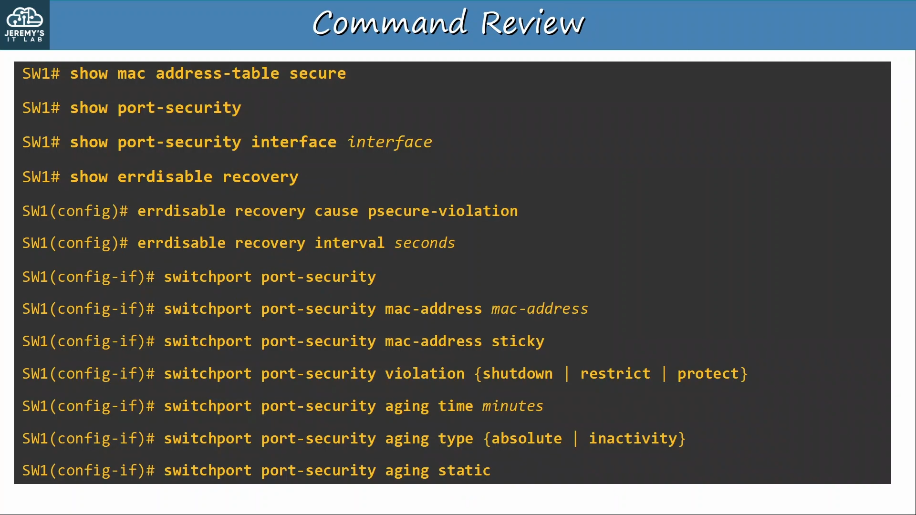 JEREMY'S
IT LAB
Command Review
SW1# show mac address-table secure
SW1# show port-security
SW1# show port-security interface interface
SW1# show errdisable recovery
SW1(config)# errdisable recovery cause psecure-violation
SW1(config)# errdisable recovery interval seconds
SW1(config-if)# switchport port-security
SW1(config-if)# switchport port-security mac-address mac-address
SW1(config-if)# switchport port-security mac-address sticky
SW1(config-if)# switchport port-security violation {shutdown | restrict | protect}
SW1(config-if)# switchport port-security aging time minutes
SW1(config-if)# switchport port-security aging type {absolute | inactivity}
SW1(config-if)# switchport port-security aging static